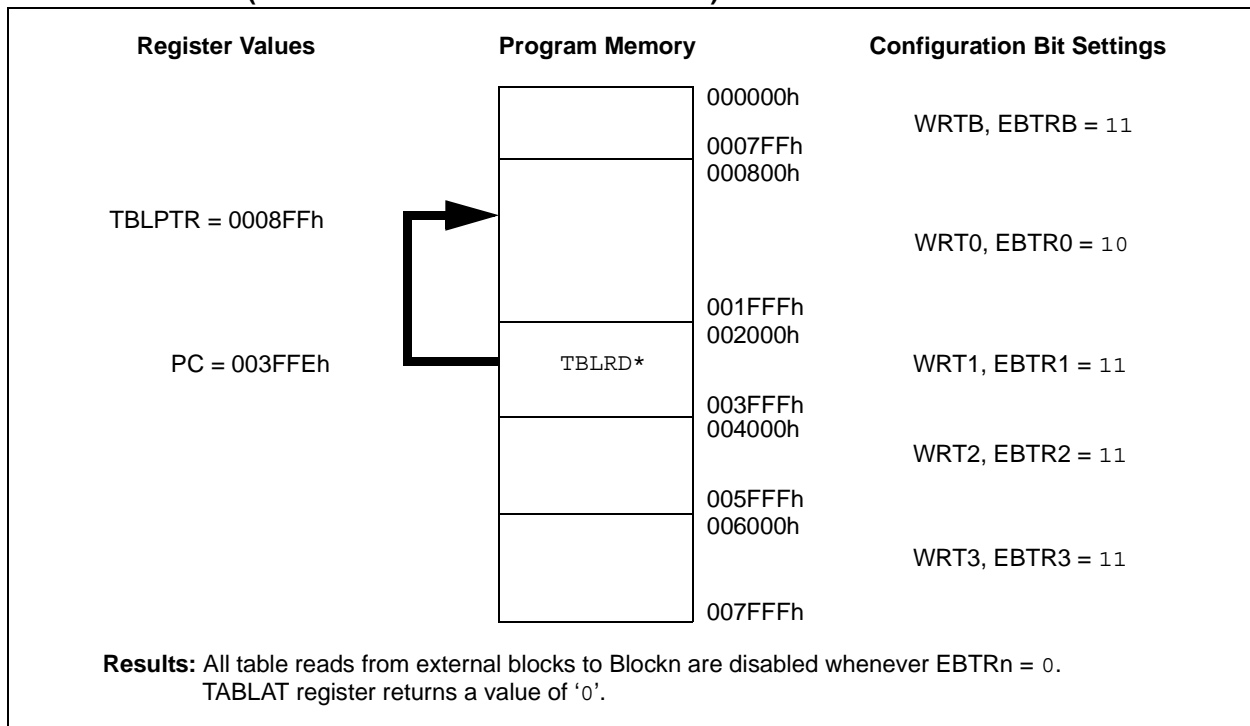 Register Values Program Memory Configuration Bit Settings
000000h
WRTB, EBTRB = 11
0007FFh
000800h
TBLPTR = 0008FFh
WRT0, EBTR0 = 10
001FFFh
002000h
PC = 003FFEh TBLRD* WRT1, EBTR1 = 11
003FFFh
004000h
WRT2, EBTR2 = 11
005FFFh
006000h
WRT3, EBTR3 = 11
007FFFh
Results: All table reads from external blocks to Blockn are disabled whenever EBTRn = 0.
TABLAT register returns a value of ‘0’.